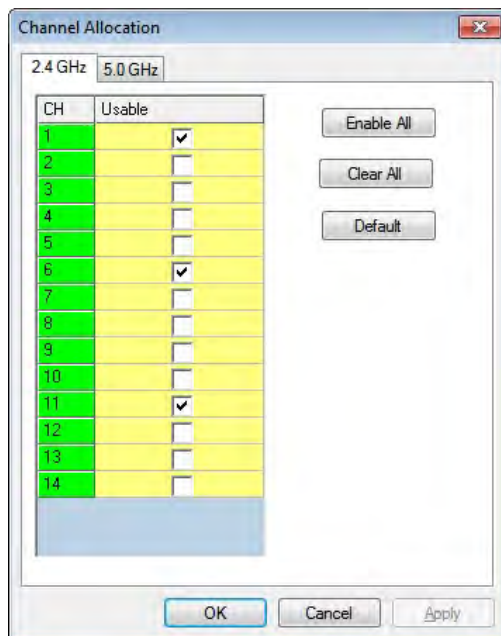 Channel Allocation
2.4 GHz 5.0 GHz
CH Usable
1
2
3
4
5
6
7
8
9
10
11
12
13
14
Enable All
Clear All
Default
OK Cancel Apply